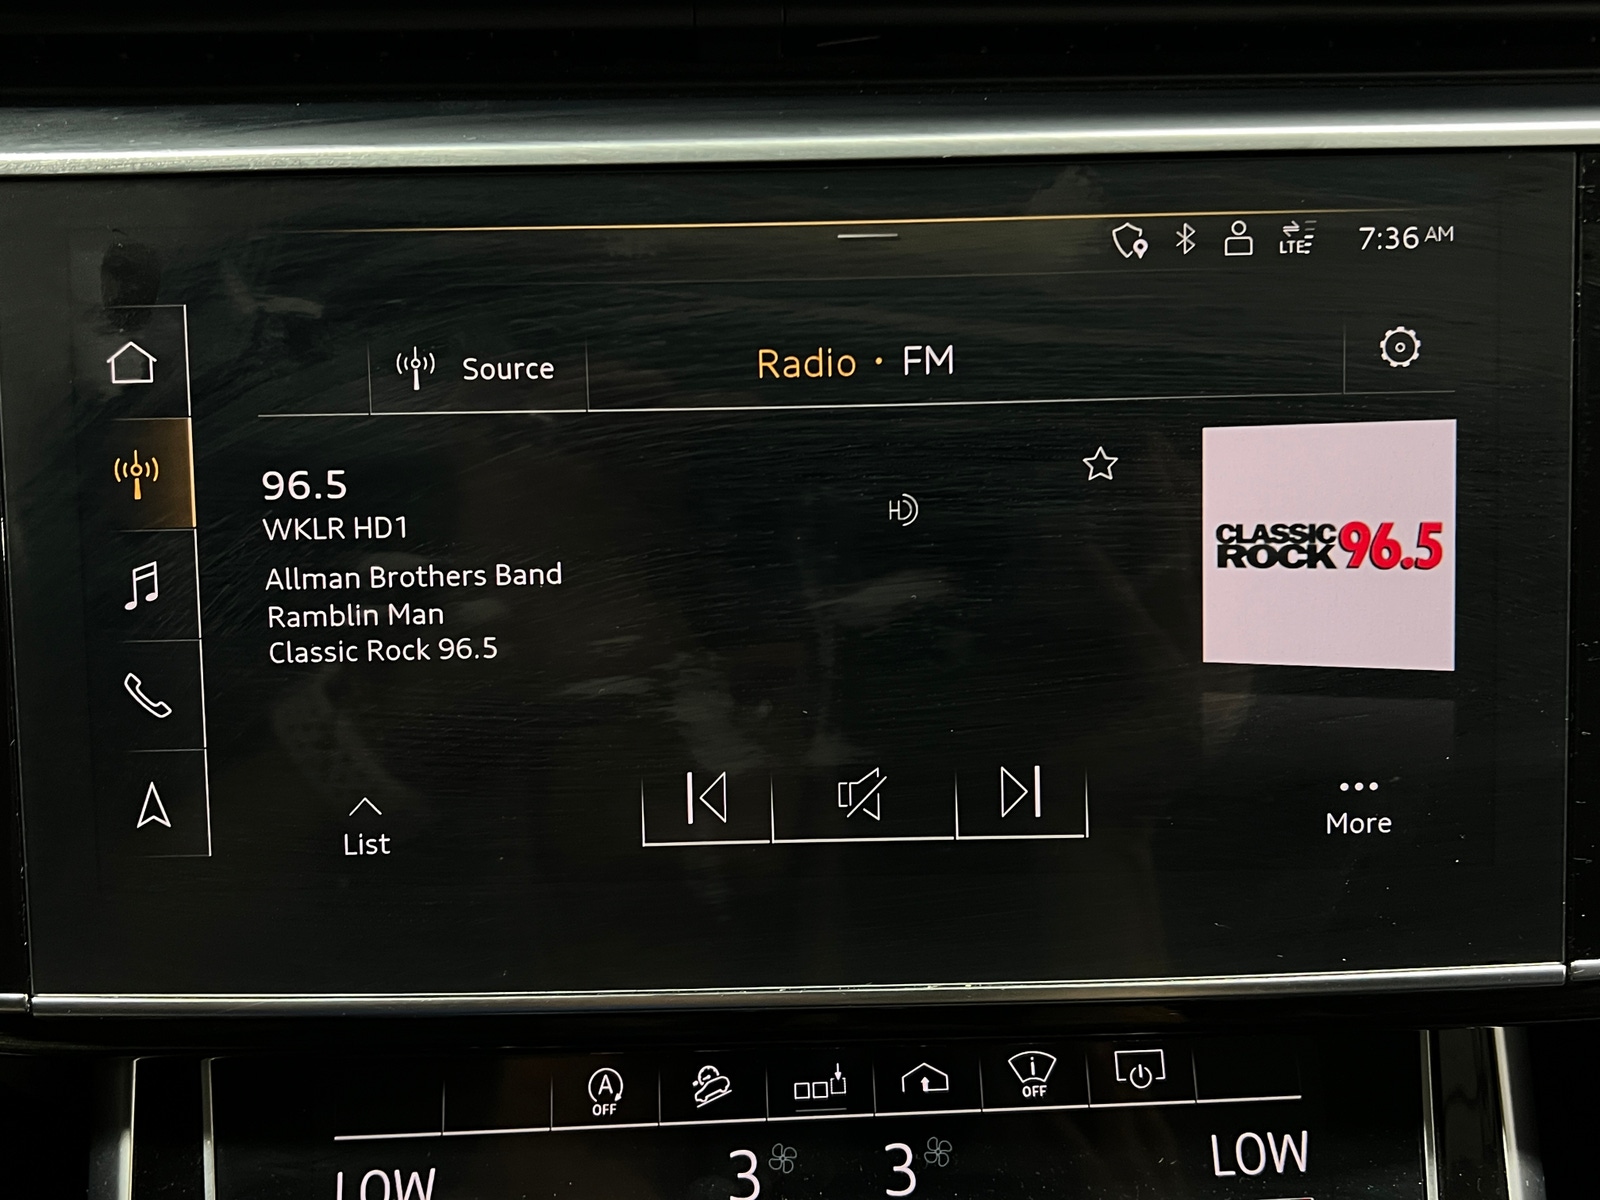 LTE 7:36 AM
Source
Radio • FM
96.5
WKLR HD1
HD
Allman Brothers Band
Ramblin Man
Classic Rock 96.5
CLASSIC
ROCK 96.5
List
More
A
OFF
i
OFF
LOW 3 3 LOW